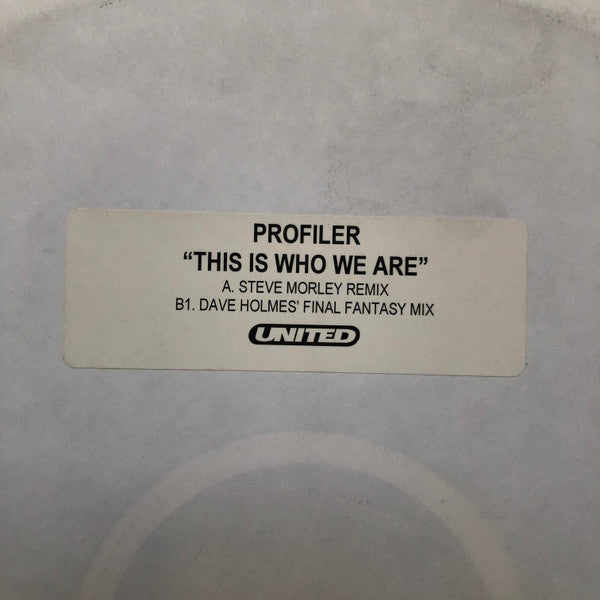 PROFILER
“THIS IS WHO WE ARE”
A. STEVE MORLEY REMIX
B1. DAVE HOLMES’ FINAL FANTASY MIX
UNITED